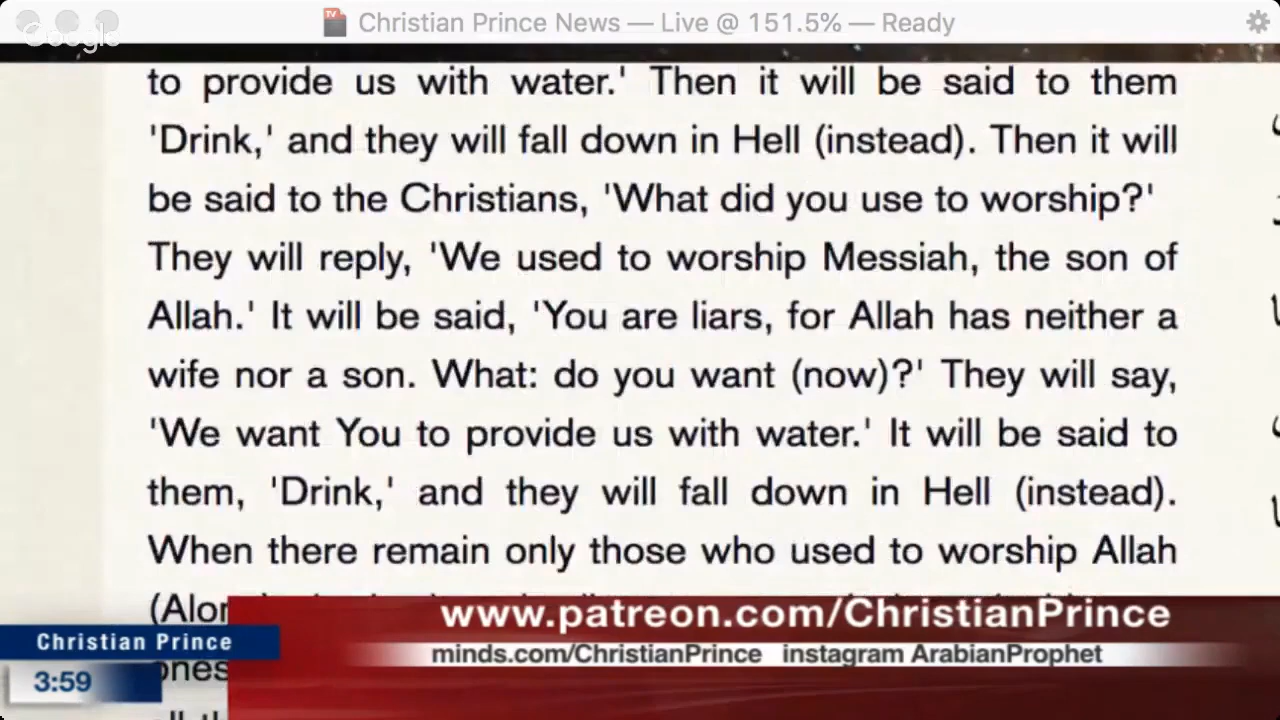 Christian Prince News — Live @ 151.5% — Ready
Google
to provide us with water.' Then it will be said to them
'Drink,' and they will fall down in Hell (instead). Then it will
be said to the Christians, 'What did you use to worship?'
They will reply, 'We used to worship Messiah, the son of
Allah.' It will be said, 'You are liars, for Allah has neither a
wife nor a son. What: do you want (now)?' They will say,
'We want You to provide us with water.' It will be said to
them, 'Drink,' and they will fall down in Hell (instead).
When there remain only those who used to worship Allah
www.patreon.com/ChristianPrince
Christian Prince
minds.com/ChristianPrince instagram ArabianProphet
3:59